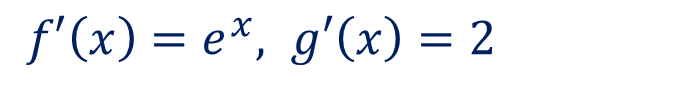 f′(x) = eˣ, g′(x) = 2